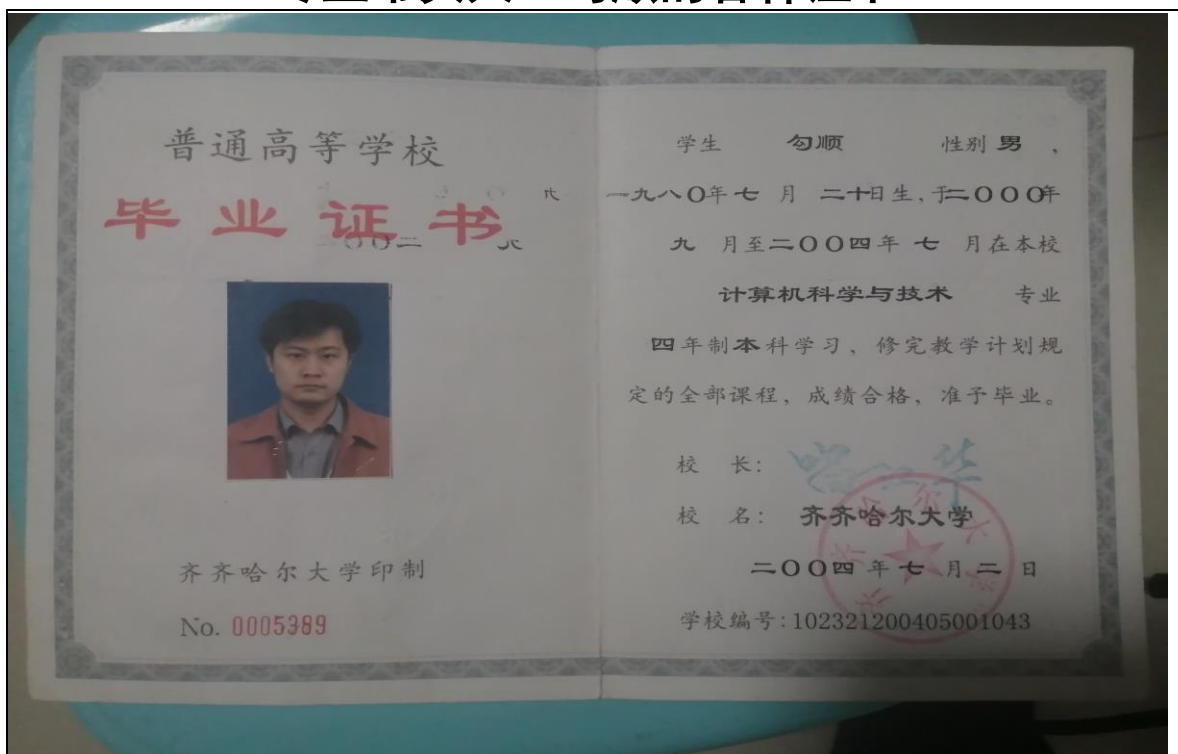 普通高等学校
毕业证书
齐齐哈尔大学印制
No. 0005389
学生 勾顺 性别 男 ,
一九八〇年七 月 二十日生, 于二〇〇〇年
九 月至二〇〇四年 七 月在本校
计算机科学与技术 专业
四年制本科学习, 修完教学计划规
定的全部课程, 成绩合格, 准予毕业。
校 长:
校 名: 齐齐哈尔大学
二〇〇四 年 七 月 二 日
学校编号:102321200405001043